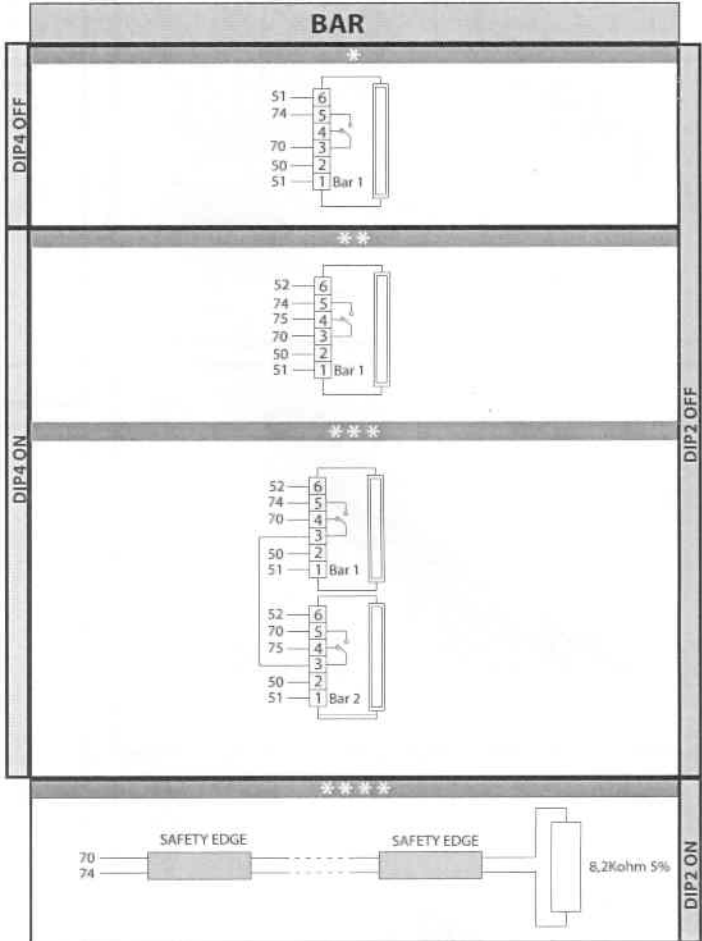 BAR
*
DIP4 OFF
51 6
74 5
4
70 3
50 2
51 1 Bar 1
**
DIP4 ON
DIP2 OFF
52 6
74 5
75 4
70 3
50 2
51 1 Bar 1
***
52 6
74 5
70 4
3
50 2
51 1 Bar 1
52 6
70 5
75 4
3
50 2
51 1 Bar 2
****
DIP2 ON
SAFETY EDGE SAFETY EDGE
70
74
8,2Kohm 5%